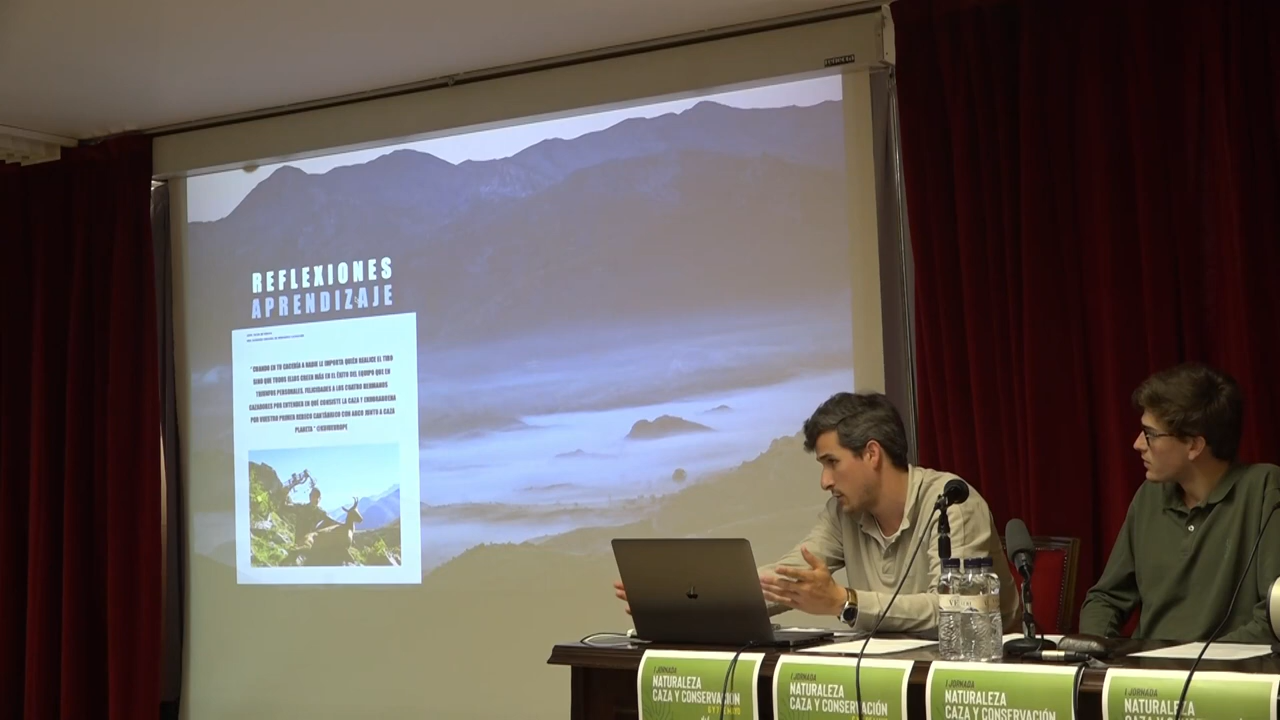 REFLEXIONES
APRENDIZAJE
"CUANDO EN TU CACERÍA A NADIE LE IMPORTA QUIÉN REALICE EL TIRO
SINO QUE TODOS ELLOS CREEN MÁS EN EL ÉXITO DEL EQUIPO QUE EN
TRIUNFOS PERSONALES. FELICIDADES A LOS CUATRO HERMANOS
CAZADORES POR ENTENDER EN QUÉ CONSISTE LA CAZA Y ENHORABUENA
POR VUESTRO PRIMER REBECO CANTÁBRICO CON ARCO JUNTO A CAZA
PLANETA"
I JORNADA
NATURALEZA
CAZA Y CONSERVACIÓN
I JORNADA
NATURALEZA
CAZA Y CONSERVACIÓN
I JORNADA
NATURALEZA
CAZA Y CONSERVACIÓN
I JORNADA
NATURALEZA